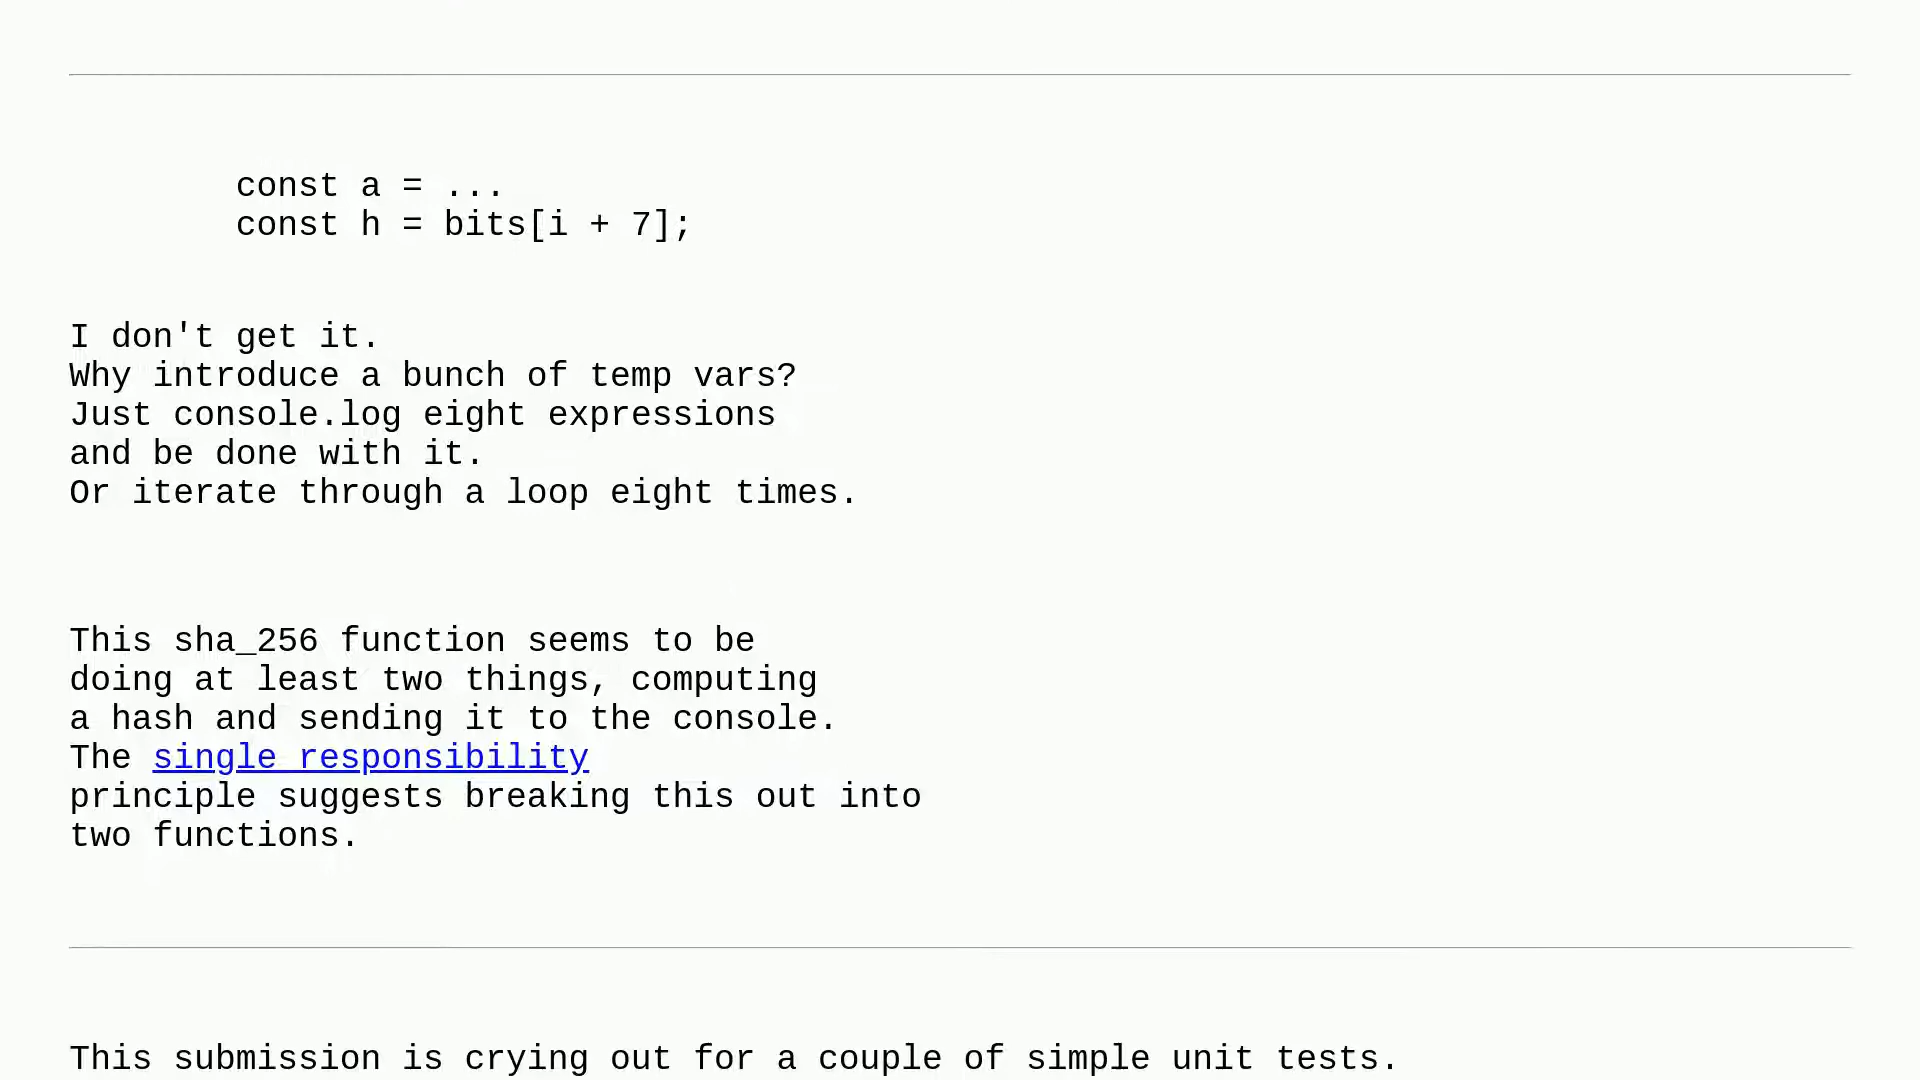 const a = ...
const h = bits[i + 7];
I don't get it.
Why introduce a bunch of temp vars?
Just console.log eight expressions
and be done with it.
Or iterate through a loop eight times.
This sha_256 function seems to be
doing at least two things, computing
a hash and sending it to the console.
The single responsibility
principle suggests breaking this out into
two functions.
This submission is crying out for a couple of simple unit tests.